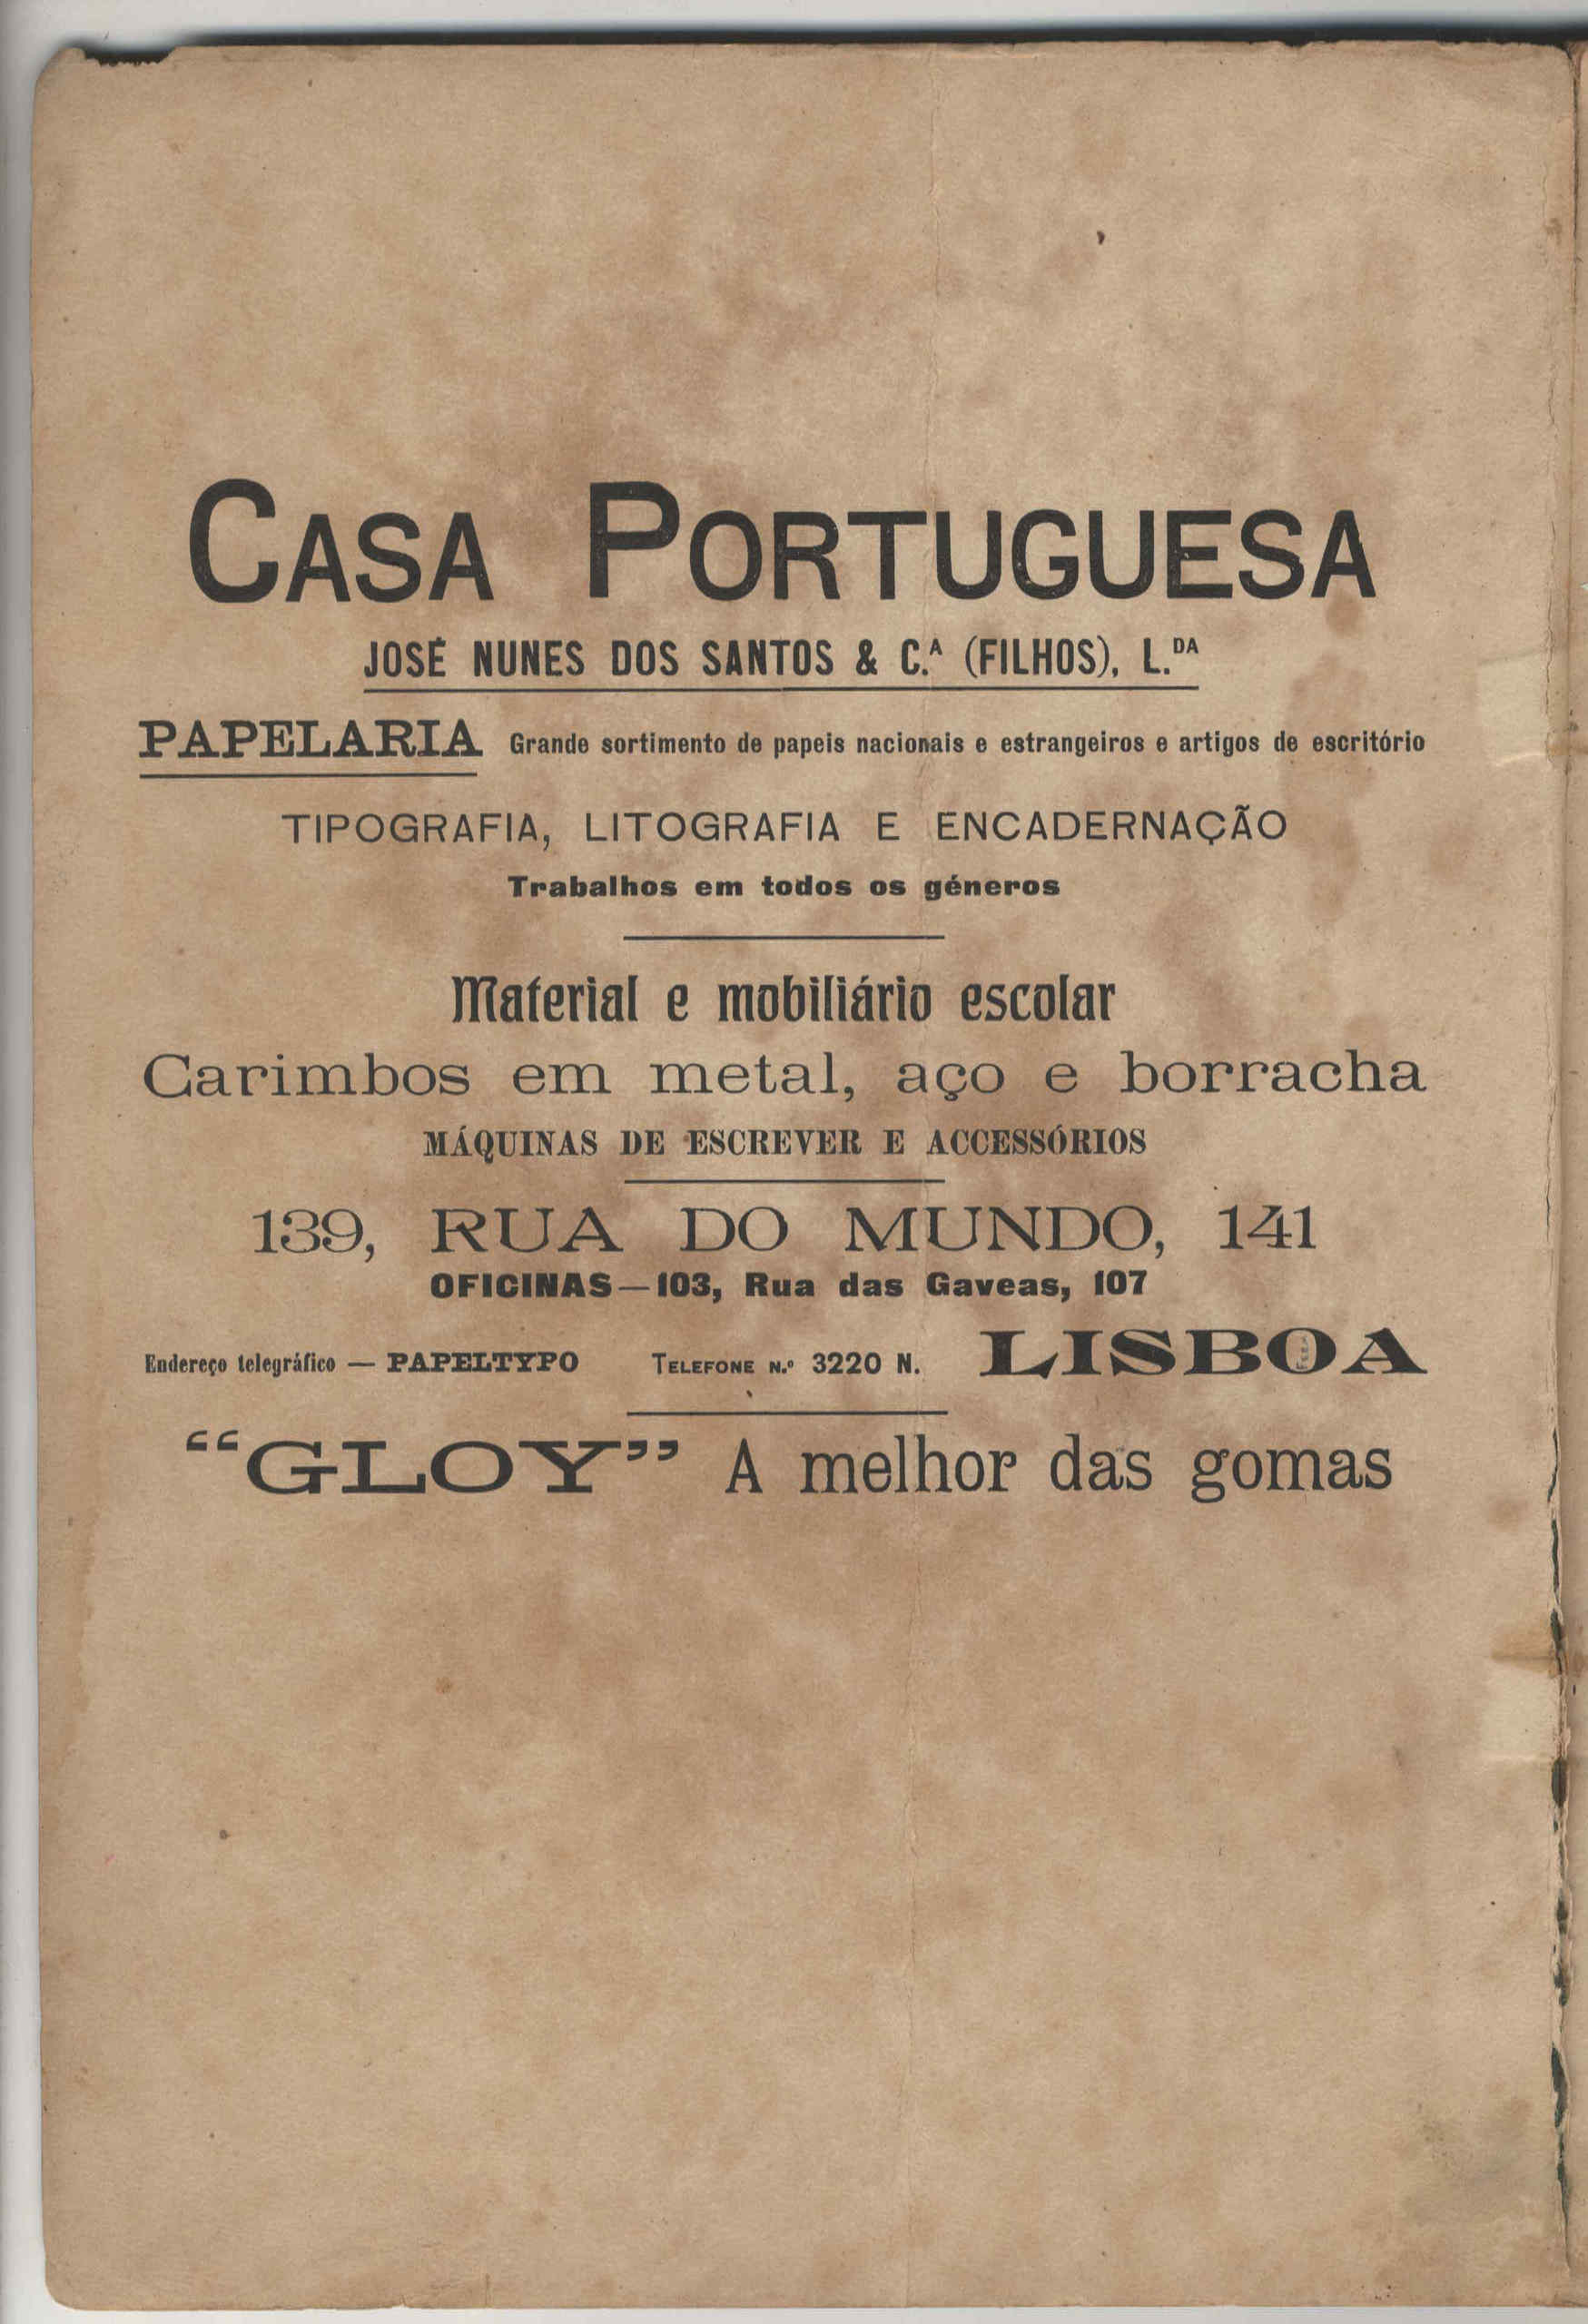 CASA PORTUGUESA
JOSÉ NUNES DOS SANTOS & C.ᴬ (FILHOS), L.ᴰᴬ
PAPELARIA Grande sortimento de papeis nacionais e estrangeiros e artigos de escritório
TIPOGRAFIA, LITOGRAFIA E ENCADERNAÇÃO
Trabalhos em todos os géneros
Material e mobiliário escolar
Carimbos em metal, aço e borracha
MÁQUINAS DE ESCREVER E ACCESSÓRIOS
139, RUA DO MUNDO, 141
OFICINAS—103, Rua das Gaveas, 107
Endereço telegráfico — PAPELTYPO TELEFONE N.º 3220 N. LISBOA
“GLOY” A melhor das gomas